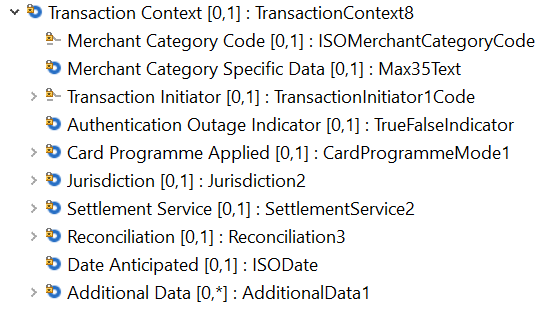 Transaction Context [0,1] : TransactionContext8
Merchant Category Code [0,1] : ISOMerchantCategoryCode
Merchant Category Specific Data [0,1] : Max35Text
Transaction Initiator [0,1] : TransactionInitiator1Code
Authentication Outage Indicator [0,1] : TrueFalseIndicator
Card Programme Applied [0,1] : CardProgrammeMode1
Jurisdiction [0,1] : Jurisdiction2
Settlement Service [0,1] : SettlementService2
Reconciliation [0,1] : Reconciliation3
Date Anticipated [0,1] : ISODate
Additional Data [0,*] : AdditionalData1